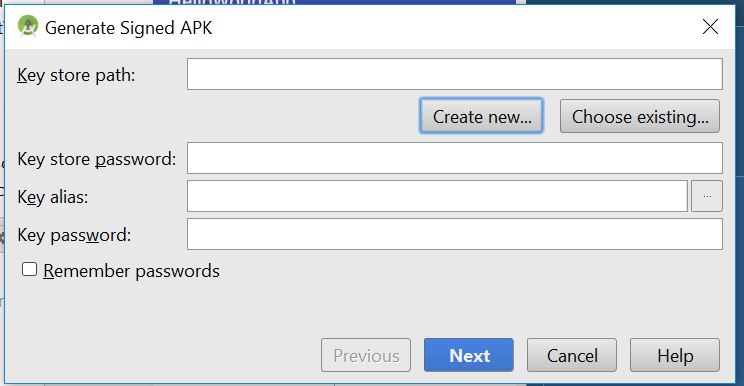 HelloWorldApp
Generate Signed APK
Key store path:
Create new... Choose existing...
Key store password:
Key alias:
...
Key password:
Remember passwords
Previous Next Cancel Help